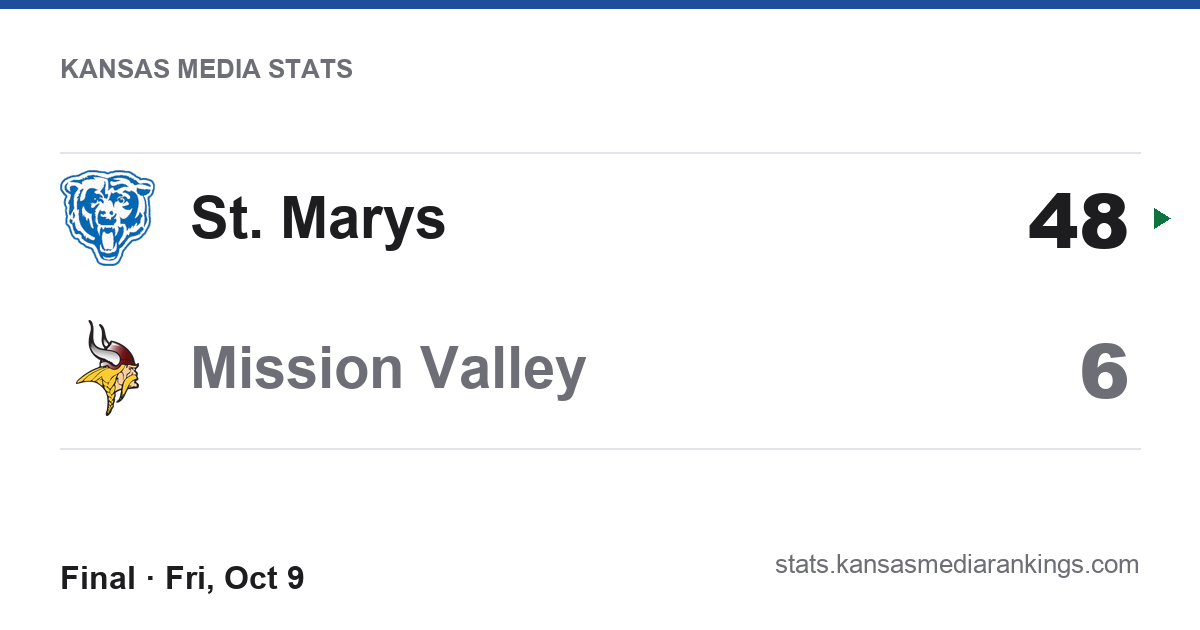 KANSAS MEDIA STATS
St. Marys 48
Mission Valley 6
Final · Fri, Oct 9
stats.kansasmediarankings.com